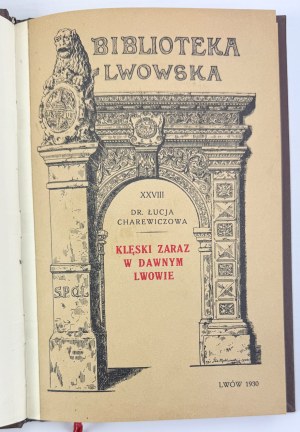 BIBLIOTEKA
LWOWSKA
XXVIII
DR. ŁUCJA
CHAREWICZOWA
KLĘSKI ZARAZ
W DAWNYM
LWOWIE
LWÓW 1930